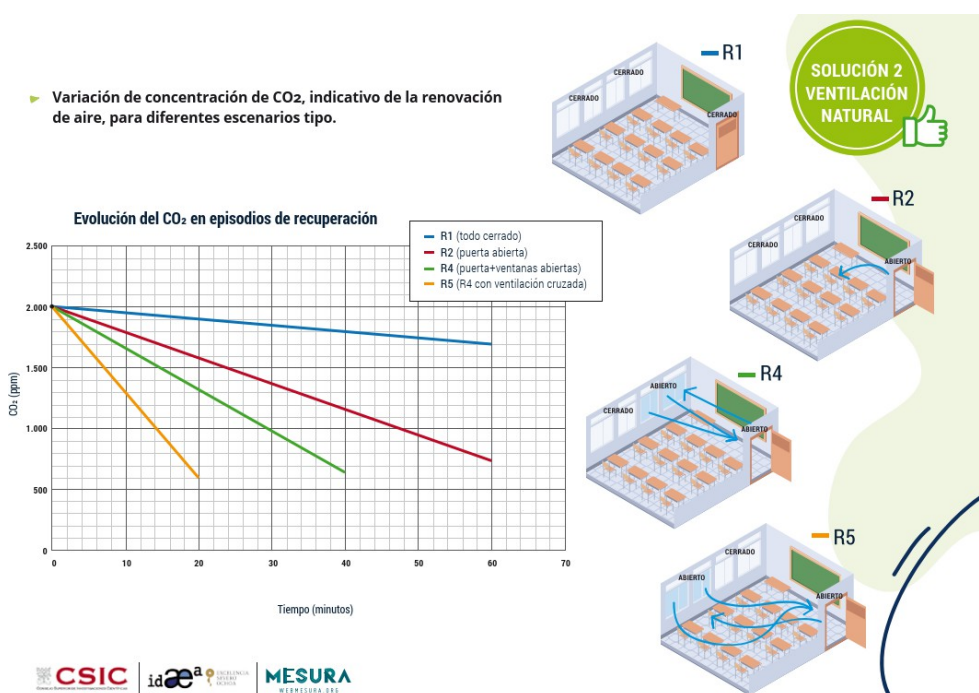 Variación de concentración de CO₂, indicativo de la renovación
de aire, para diferentes escenarios tipo.
SOLUCIÓN 2
VENTILACIÓN
NATURAL
R1
CERRADO
CERRADO
CERRADO
R2
CERRADO
CERRADO
ABIERTO
R4
ABIERTO
CERRADO
ABIERTO
R5
CERRADO
ABIERTO
ABIERTO
Evolución del CO₂ en episodios de recuperación
R1 (todo cerrado)
R2 (puerta abierta)
R4 (puerta+ventanas abiertas)
R5 (R4 con ventilación cruzada)
CO₂ (ppm)
2.500
2.000
1.500
1.000
500
0
0 10 20 30 40 50 60 70
Tiempo (minutos)
CSIC
idæa
EXCELENCIA
SEVERO
OCHOA
MESURA
WEBMESURA.ORG